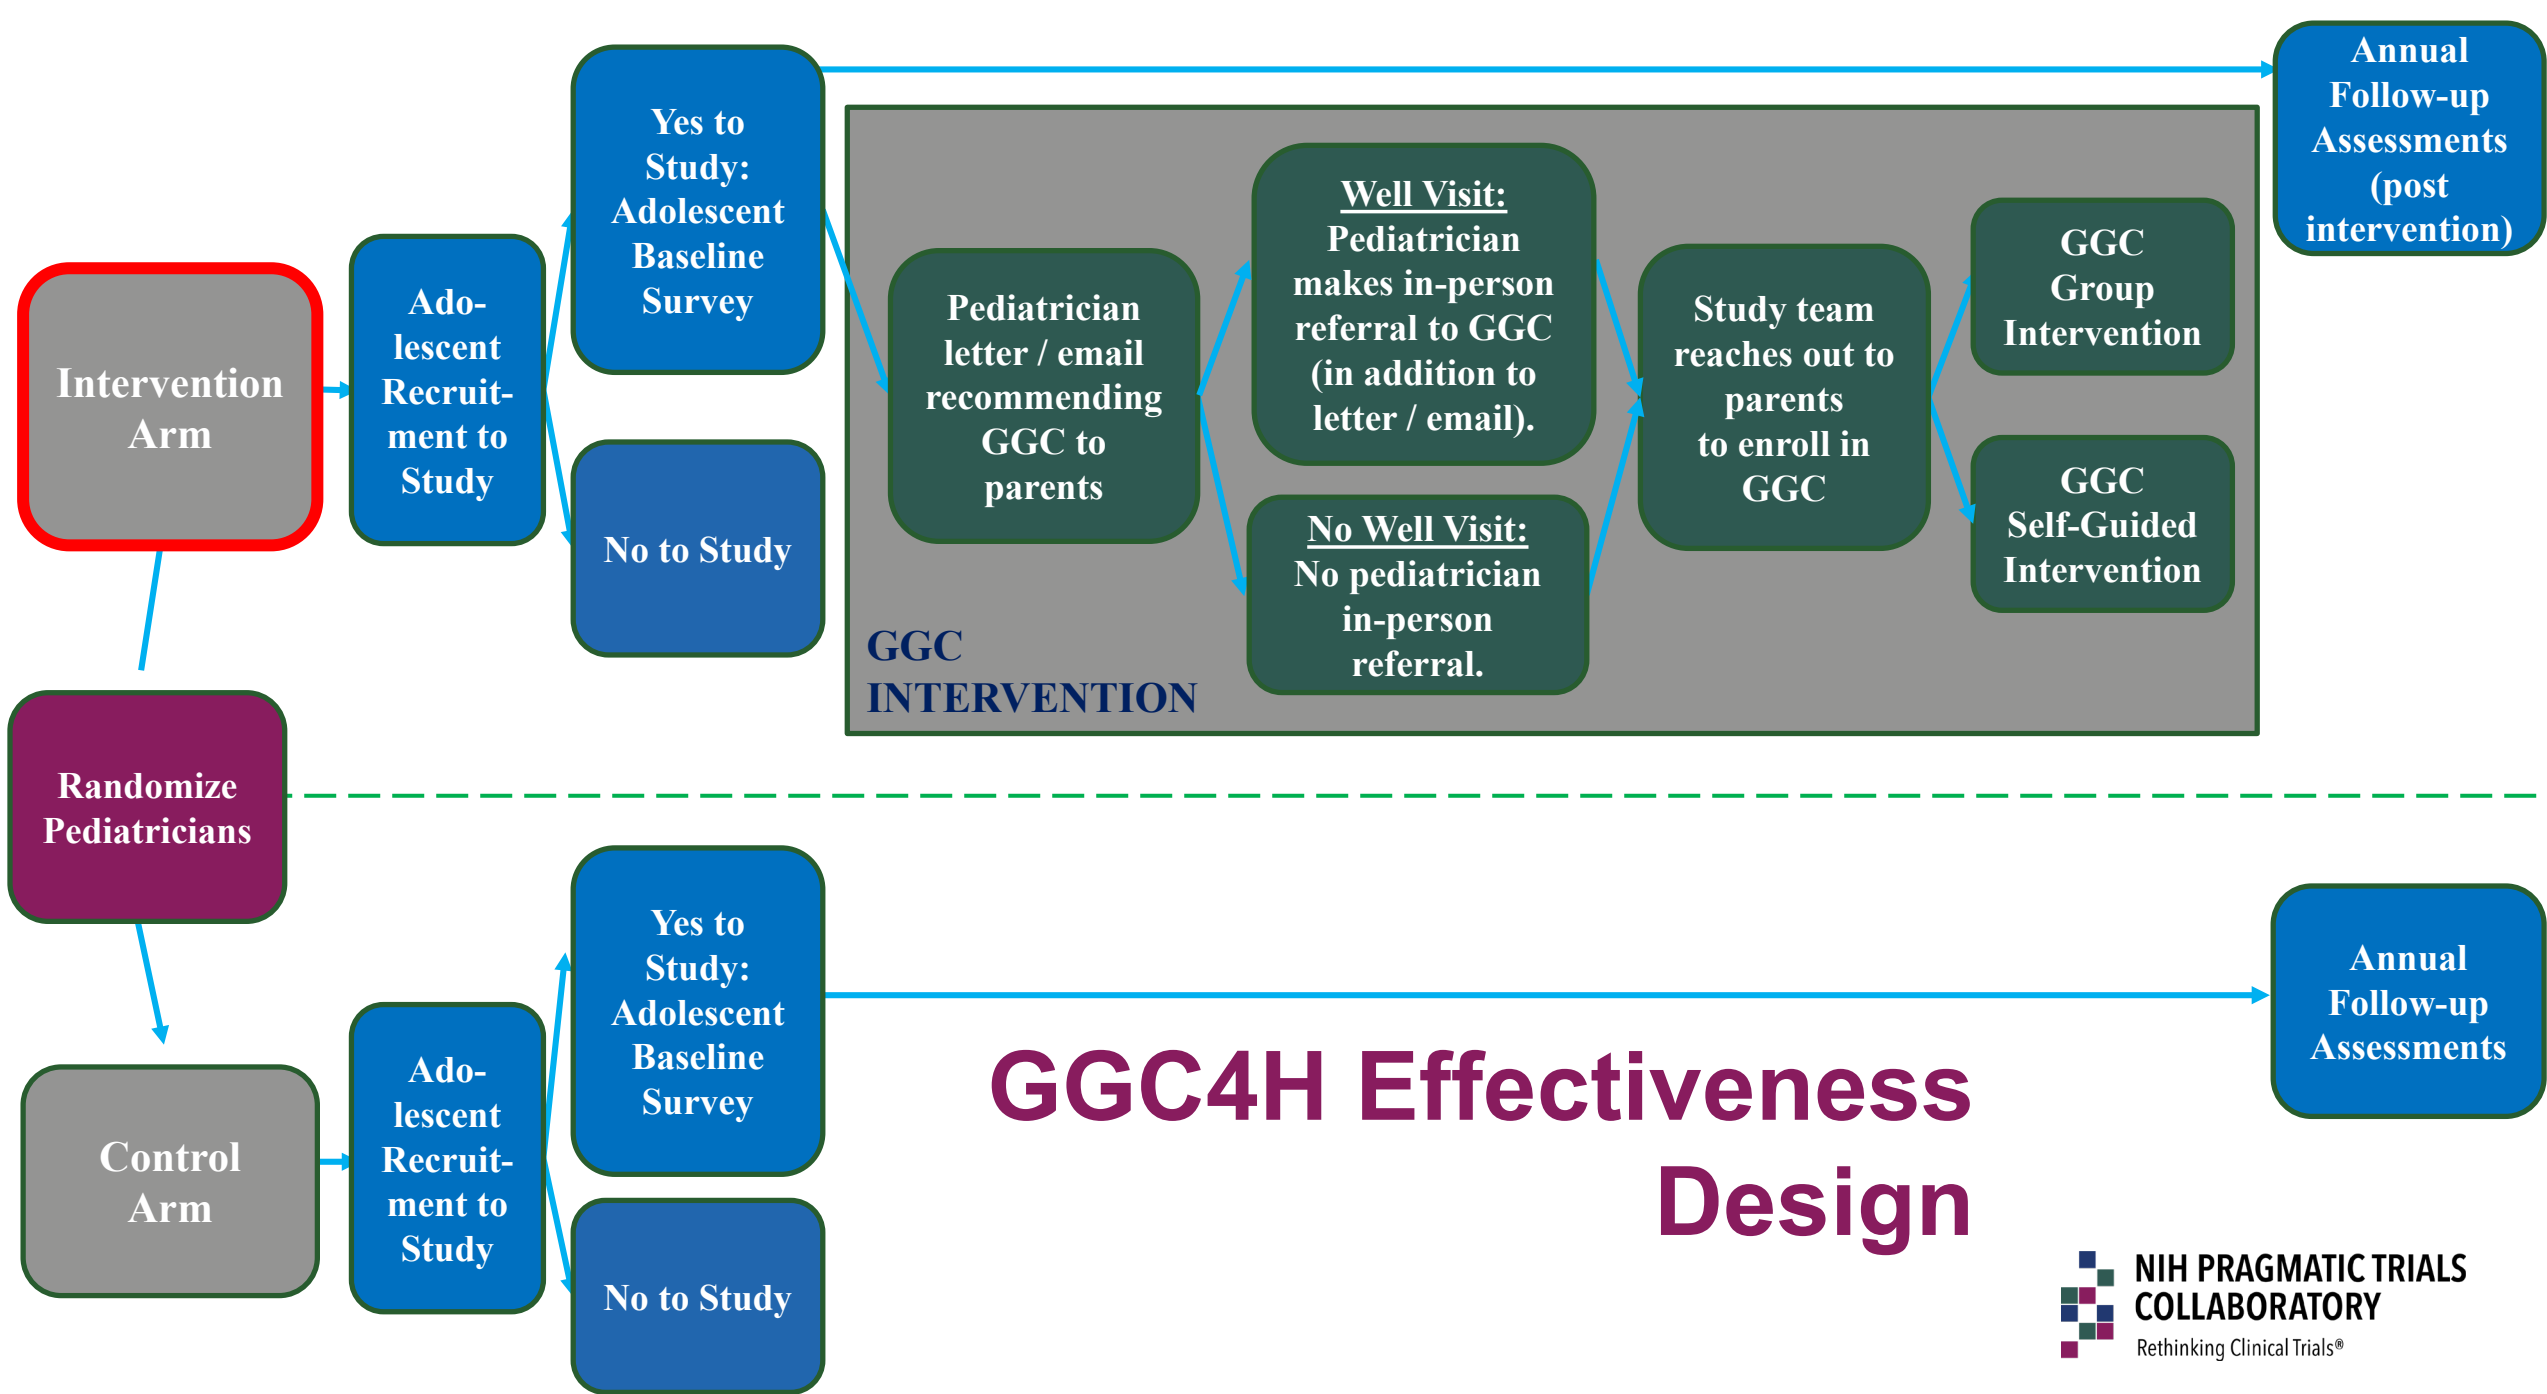 Intervention
Arm
Ado-
lescent
Recruit-
ment to
Study
Yes to
Study:
Adolescent
Baseline
Survey
No to Study
Pediatrician
letter / email
recommending
GGC to
parents
Well Visit:
Pediatrician
makes in-person
referral to GGC
(in addition to
letter / email).
No Well Visit:
No pediatrician
in-person
referral.
Study team
reaches out to
parents
to enroll in
GGC
GGC
Group
Intervention
GGC
Self-Guided
Intervention
GGC
INTERVENTION
Annual
Follow-up
Assessments
(post
intervention)
Randomize
Pediatricians
Control
Arm
Ado-
lescent
Recruit-
ment to
Study
Yes to
Study:
Adolescent
Baseline
Survey
No to Study
Annual
Follow-up
Assessments
GGC4H Effectiveness
Design
NIH PRAGMATIC TRIALS
COLLABORATORY
Rethinking Clinical Trials®